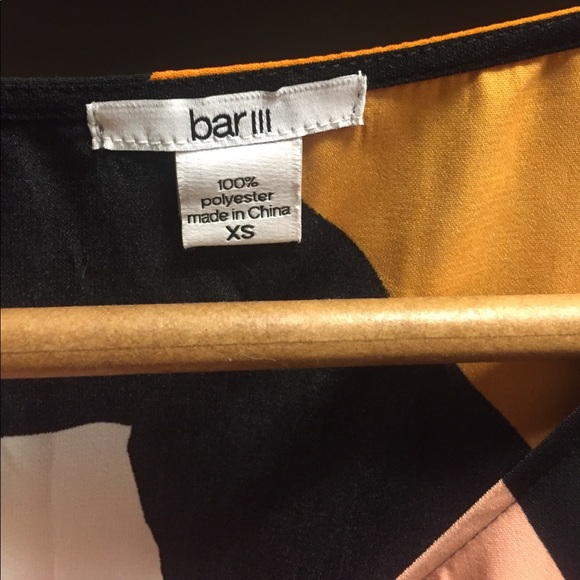 bar III
100%
polyester
made in China
XS